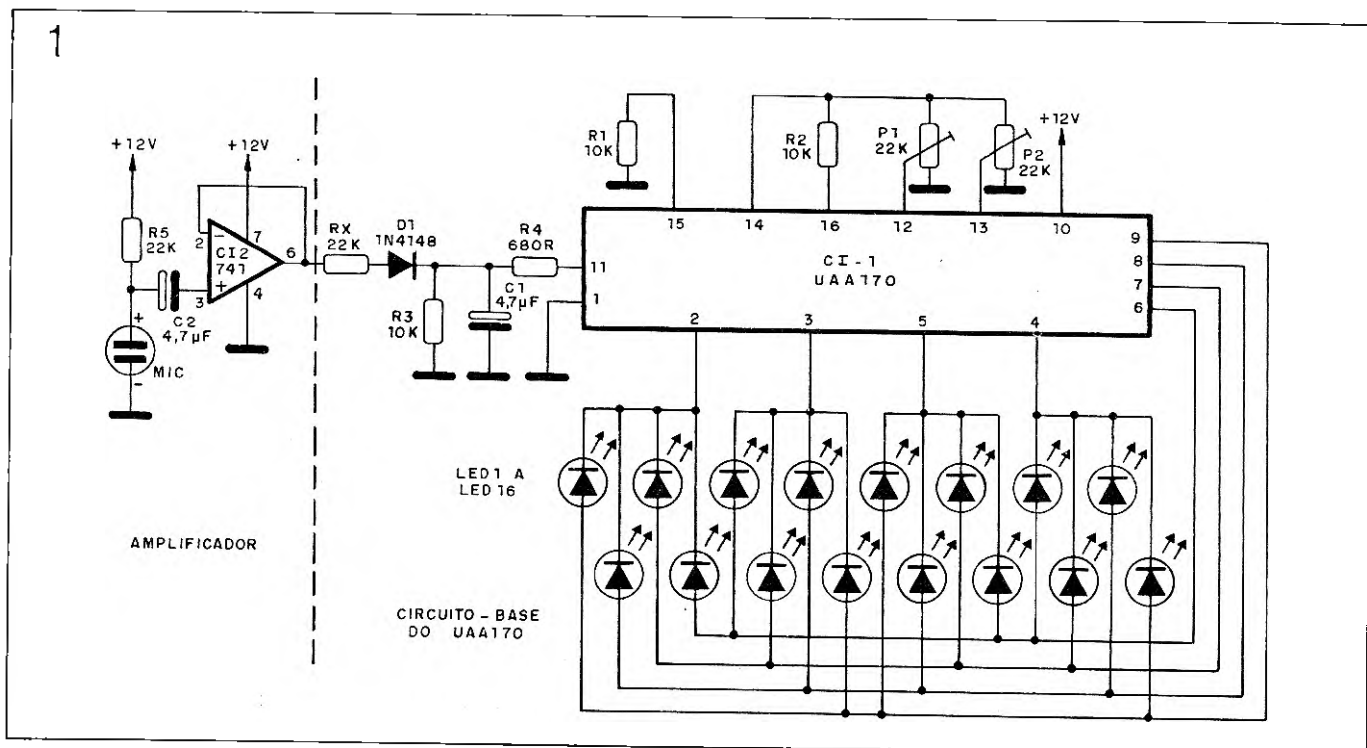 1
+12V
+12V
R5
22K
2
−
7
6
CI2
741
+
3
4
C2
4,7µF
+
MIC
-
AMPLIFICADOR
RX
22K
D1
1N4148
R4
680R
R3
10K
C1
4,7µF
R1
10K
R2
10K
P1
22K
P2
22K
+12V
15
14
16
12
13
10
11
1
CI-1
UAA170
9
8
7
6
2
3
5
4
LED1 A
LED16
CIRCUITO-BASE
DO UAA170